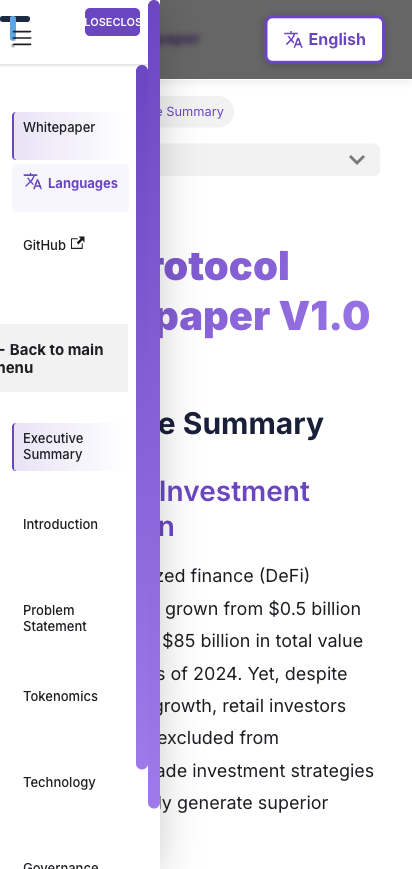 LOSECLOS
English
Whitepaper
e Summary
Languages
GitHub
rotocol
paper V1.0
- Back to main
menu
Executive
Summary
e Summary
Investment
n
Introduction
zed finance (DeFi)
grown from $0.5 billion
$85 billion in total value
s of 2024. Yet, despite
growth, retail investors
excluded from
ade investment strategies
ly generate superior
Problem
Statement
Tokenomics
Technology
Governance